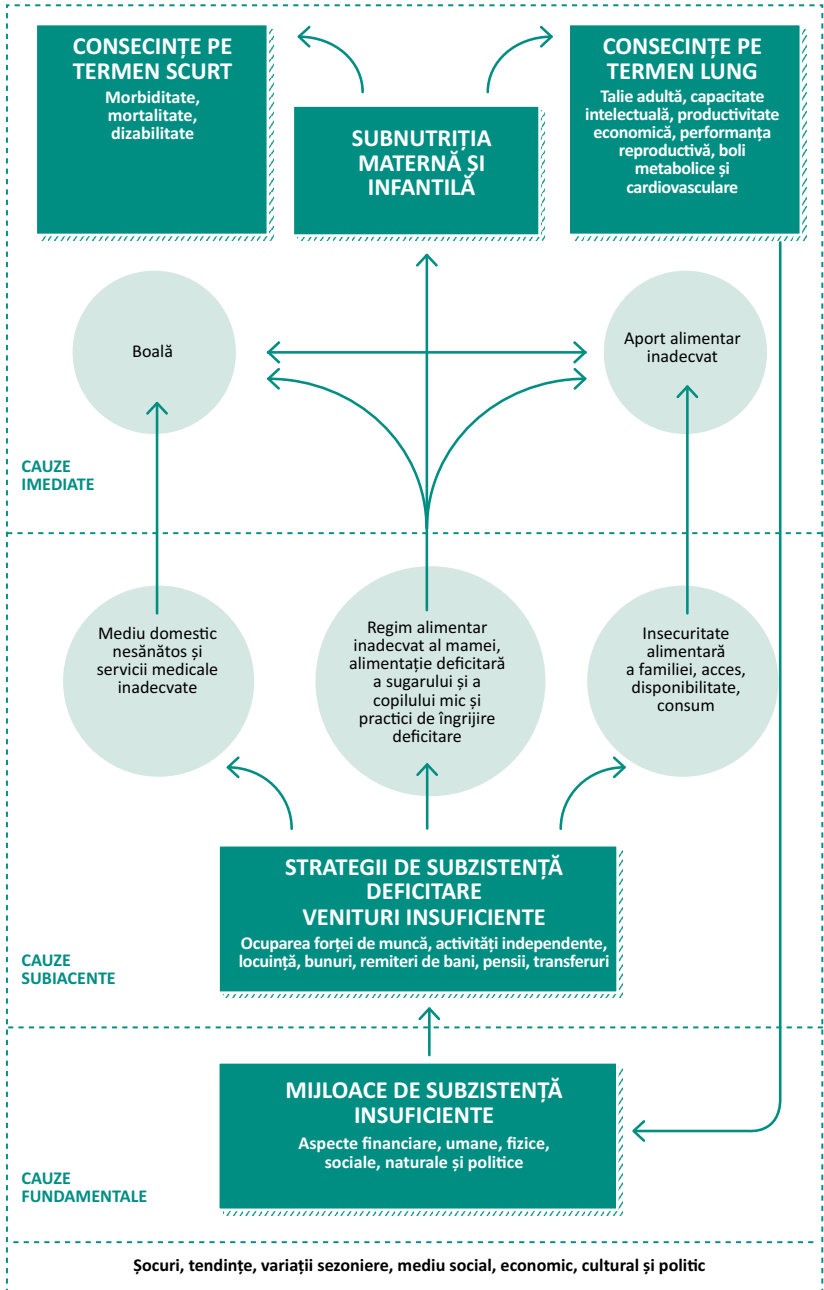 CONSECINȚE PE
TERMEN SCURT
Morbiditate,
mortalitate,
dizabilitate
SUBNUTRIȚIA
MATERNĂ ȘI
INFANTILĂ
CONSECINȚE PE
TERMEN LUNG
Talie adultă, capacitate
intelectuală, productivitate
economică, performanța
reproductivă, boli
metabolice și
cardiovasculare
Boală
Aport alimentar
inadecvat
CAUZE
IMEDIATE
Mediu domestic
nesănătos și
servicii medicale
inadecvate
Regim alimentar
inadecvat al mamei,
alimentație deficitară
a sugarului și a
copilului mic și
practici de îngrijire
deficitare
Insecuritate
alimentară
a familiei, acces,
disponibilitate,
consum
STRATEGII DE SUBZISTENȚĂ
DEFICITARE
VENITURI INSUFICIENTE
Ocuparea forței de muncă, activități independente,
locuință, bunuri, remiteri de bani, pensii, transferuri
CAUZE
SUBIACENTE
MIJLOACE DE SUBZISTENȚĂ
INSUFICIENTE
Aspecte financiare, umane, fizice,
sociale, naturale și politice
CAUZE
FUNDAMENTALE
Șocuri, tendințe, variații sezoniere, mediu social, economic, cultural și politic